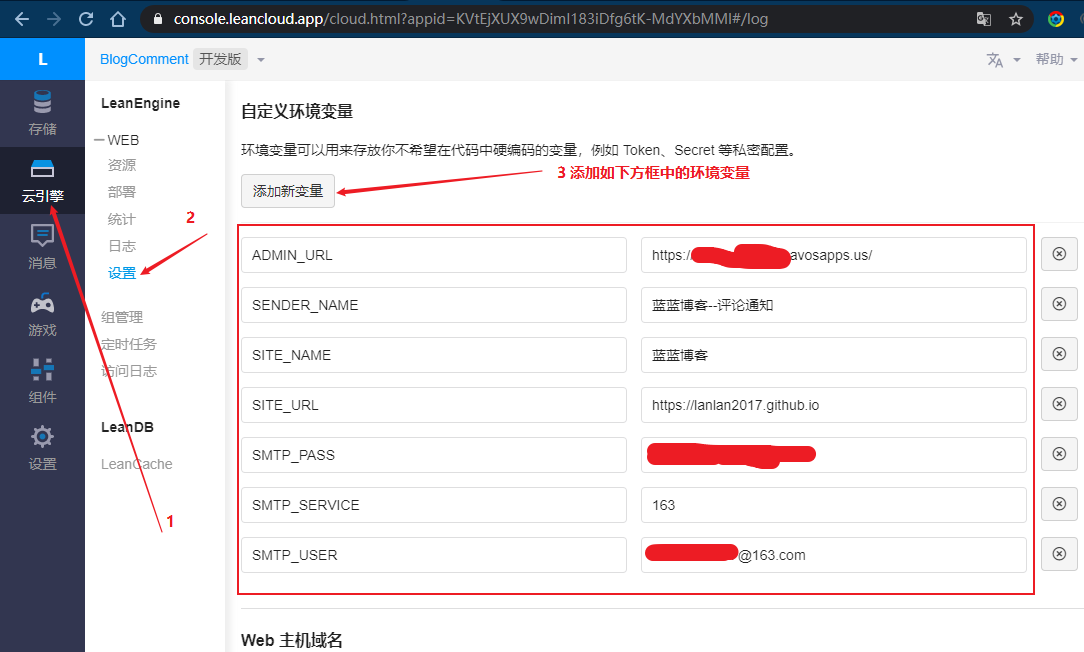 console.leancloud.app/cloud.html?appid=KVtEjXUX9wDimI183iDfg6tK-MdYXbMMI#/log
L
BlogComment 开发版
帮助
存储
云引擎
消息
游戏
组件
设置
LeanEngine
WEB
资源
部署
统计
日志
设置
组管理
定时任务
访问日志
LeanDB
LeanCache
1
2
自定义环境变量
环境变量可以用来存放你不希望在代码中硬编码的变量，例如 Token、Secret 等私密配置。
添加新变量
3 添加如下方框中的环境变量
ADMIN_URL https:/ avosapps.us/
SENDER_NAME 蓝蓝博客--评论通知
SITE_NAME 蓝蓝博客
SITE_URL https://lanlan2017.github.io
SMTP_PASS
SMTP_SERVICE 163
SMTP_USER @163.com
Web 主机域名